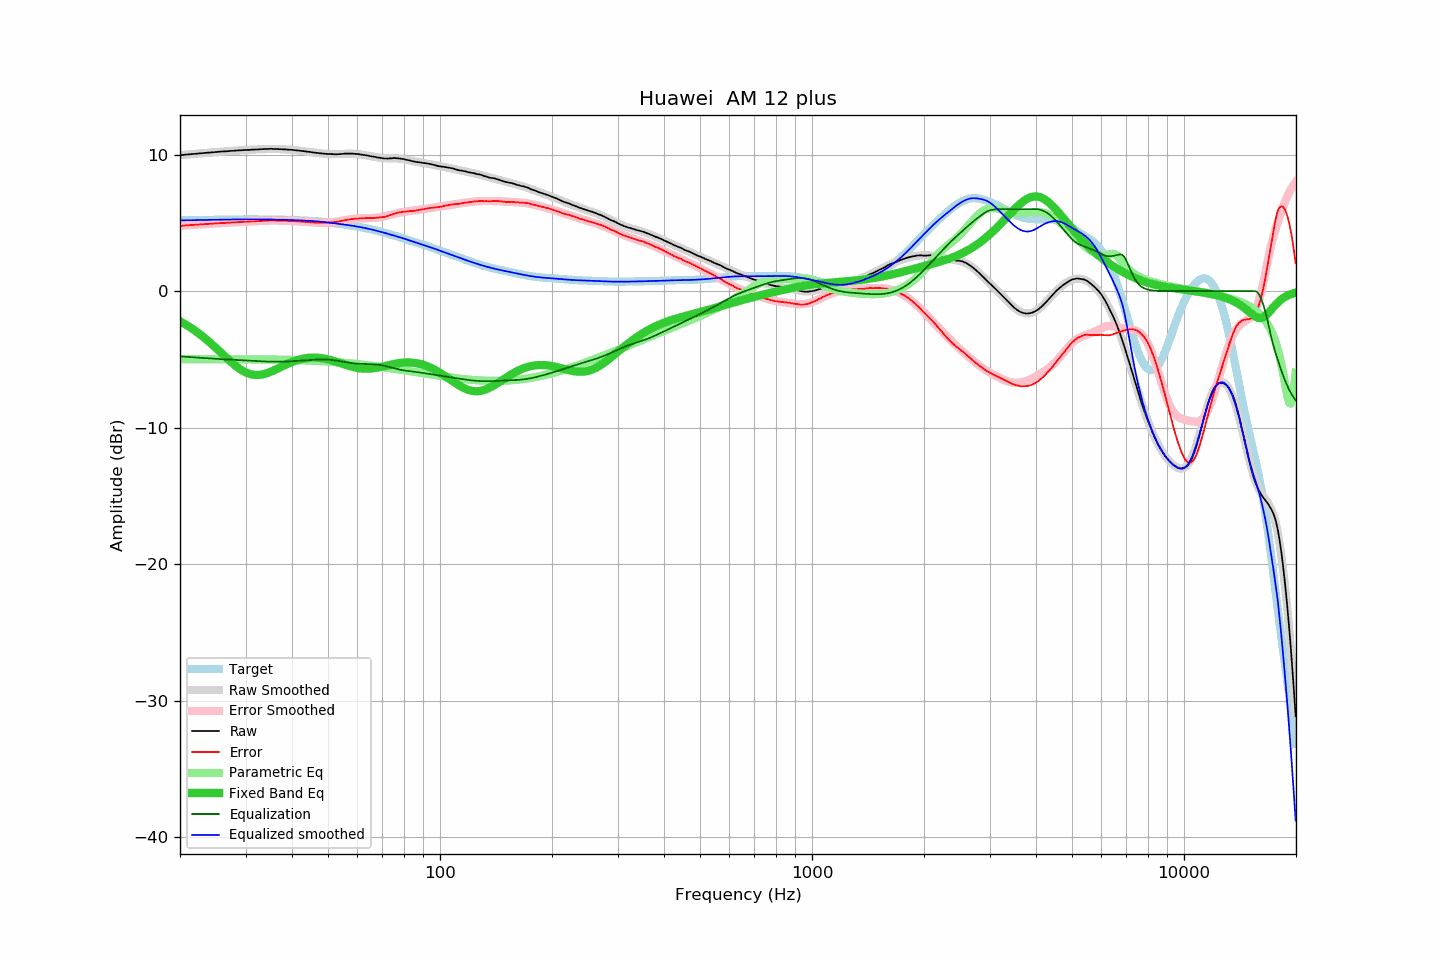 Huawei  AM 12 plus
10
0
−10
−20
−30
−40
Amplitude (dBr)
Target
Raw Smoothed
Error Smoothed
Raw
Error
Parametric Eq
Fixed Band Eq
Equalization
Equalized smoothed
100
1000
10000
Frequency (Hz)